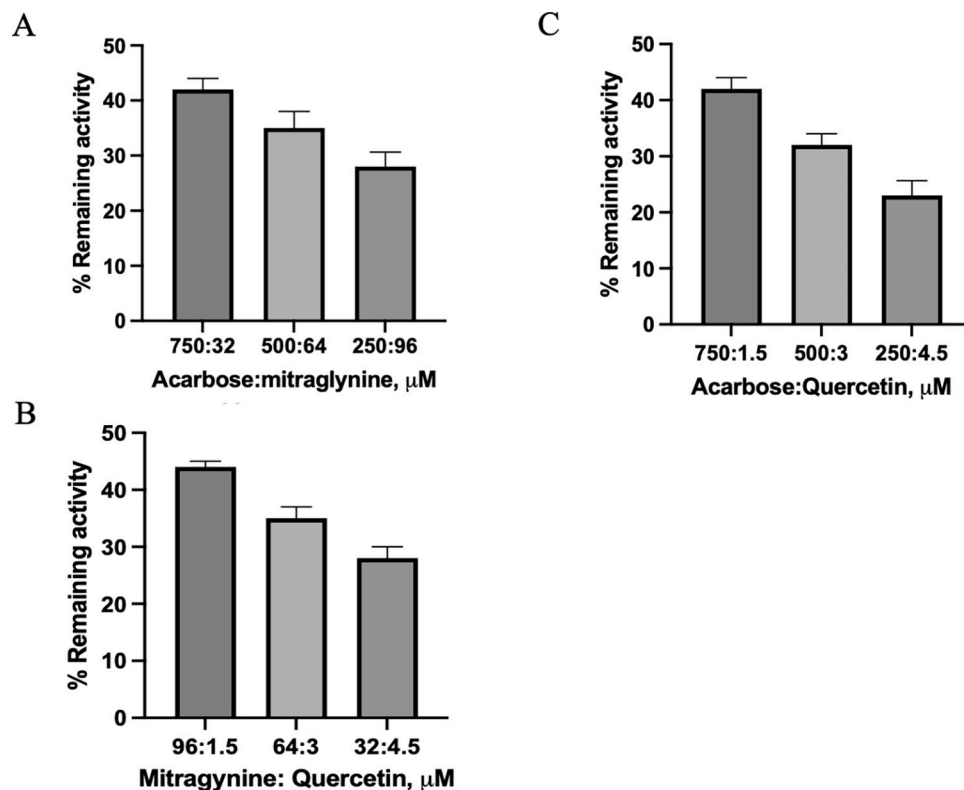 A
% Remaining activity
50
40
30
20
10
0
750:32 500:64 250:96
Acarbose:mitraglynine, μM
C
% Remaining activity
50
40
30
20
10
0
750:1.5 500:3 250:4.5
Acarbose:Quercetin, μM
B
% Remaining activity
50
40
30
20
10
0
96:1.5 64:3 32:4.5
Mitragynine: Quercetin, μM